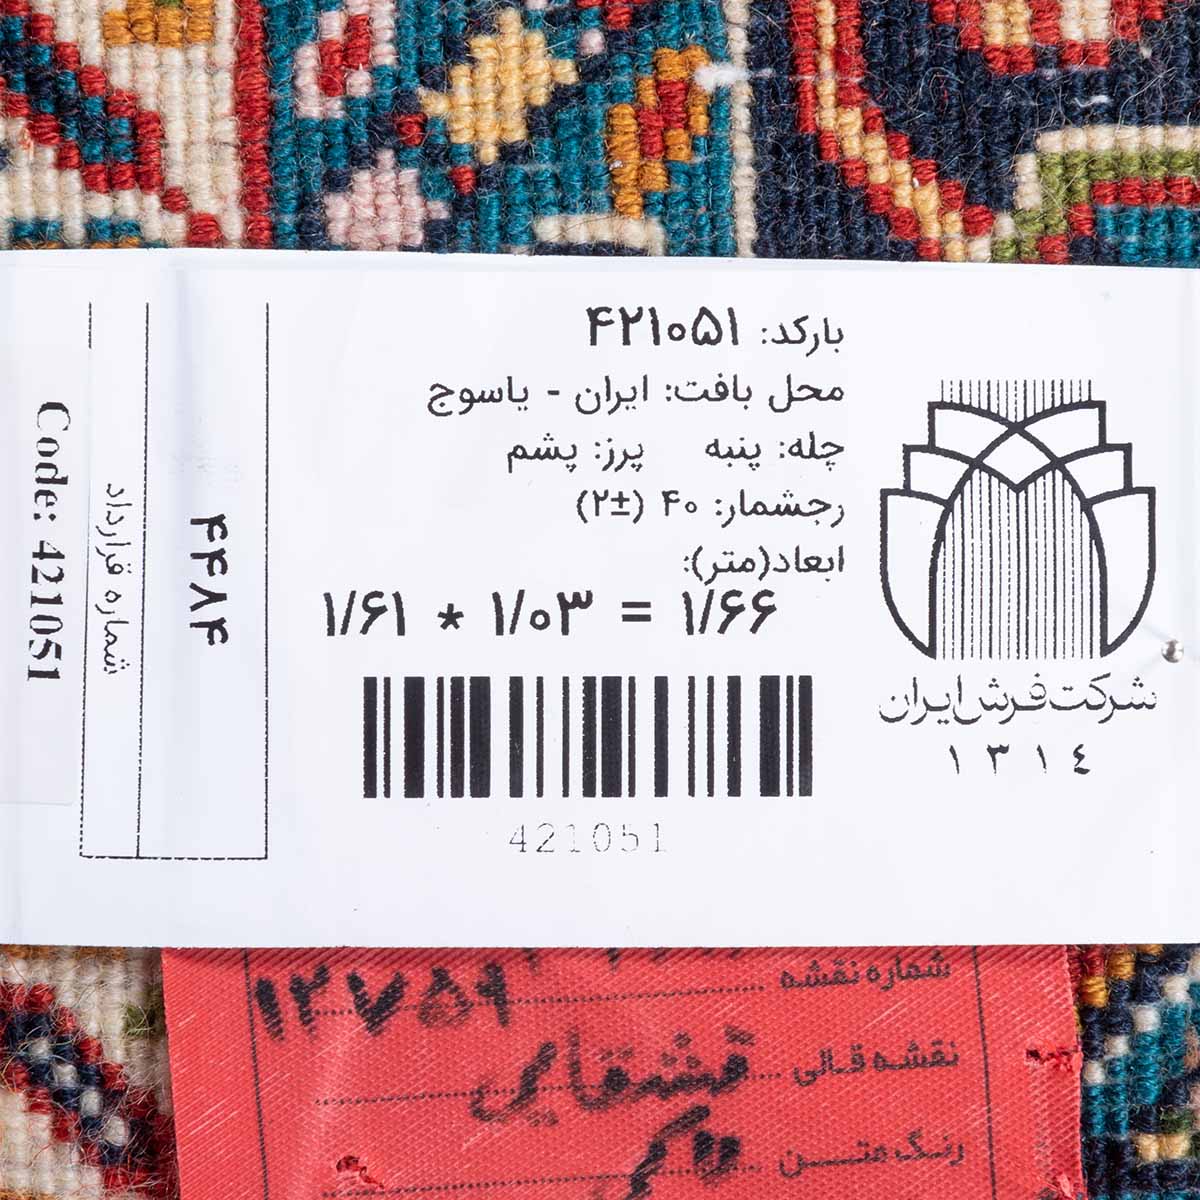 بارکد: ۴۲۱۰۵۱
محل بافت: ایران - یاسوج
چله: پنبه پرز: پشم
رجشمار: ۴۰ (±۲)
ابعاد(متر):
۱/۶۱ * ۱/۰۳ = ۱/۶۶
421051
شرکت فرش ایران
١٣١٤
۴۴۸۴
شماره قرارداد
Code: 421051
شماره نقشه ۱۲۷۵۹
نقشه قالی قشقایی
رنگ متن